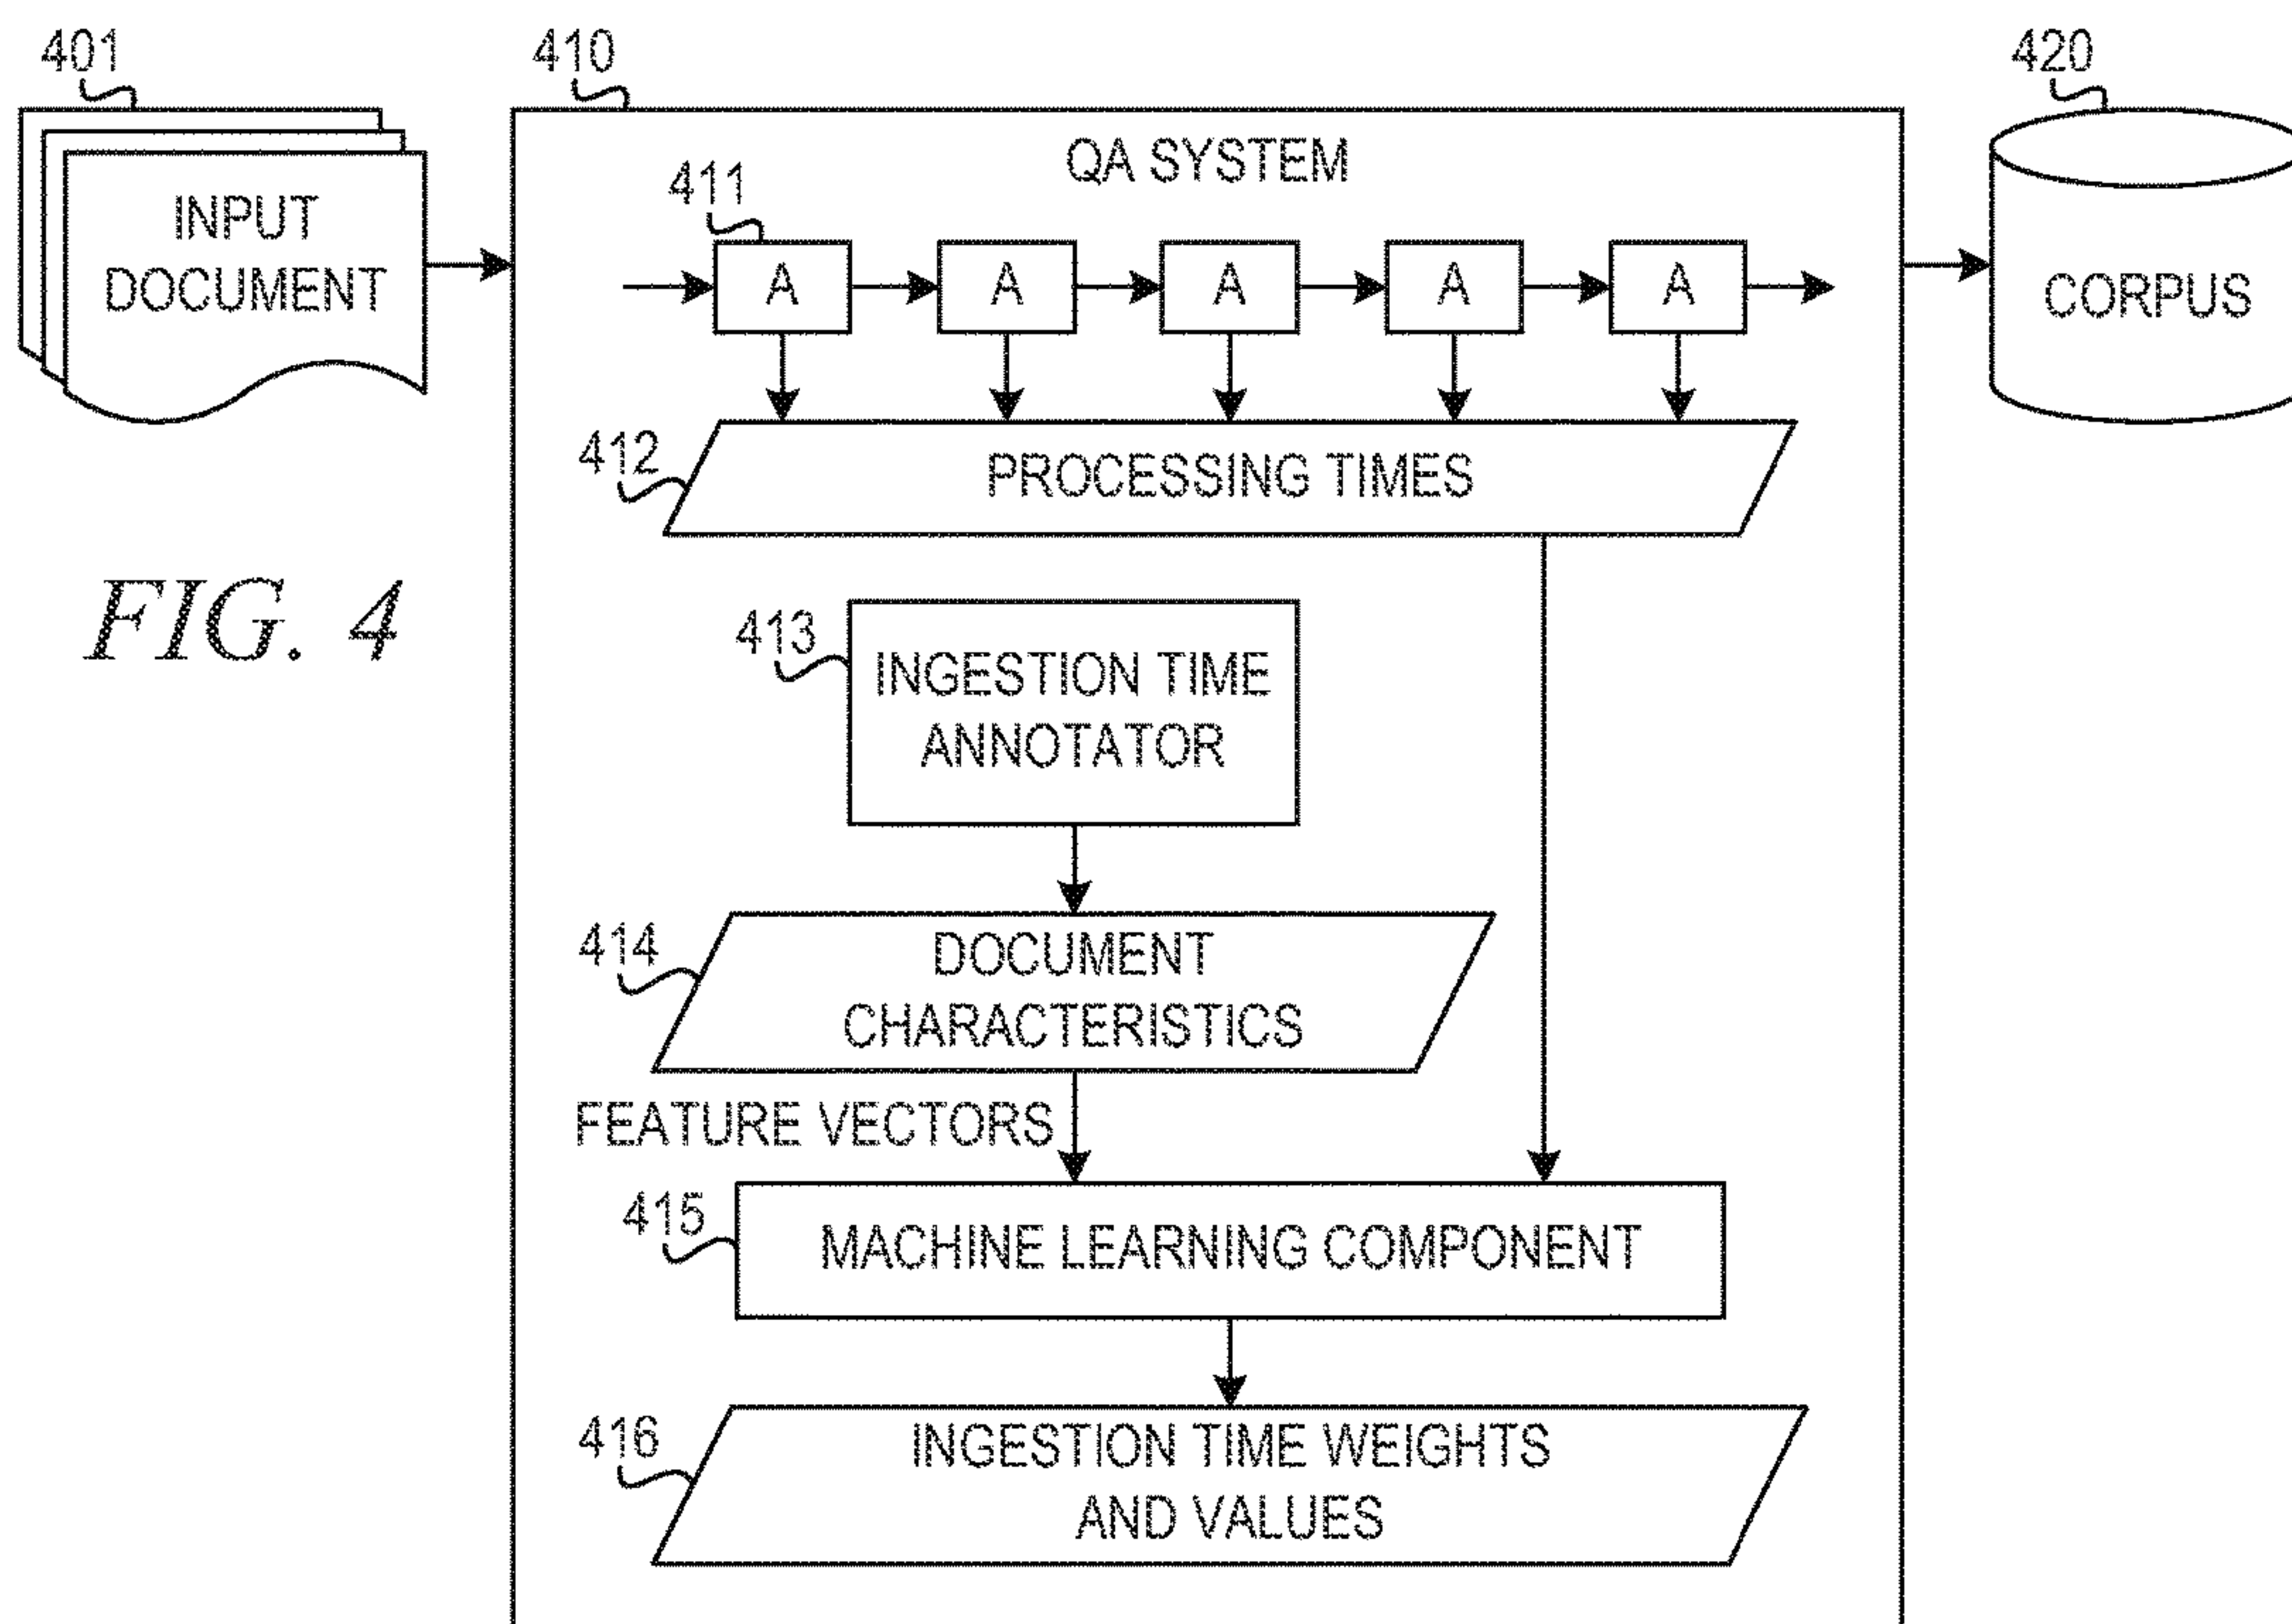 401
410
420
INPUT
DOCUMENT
QA SYSTEM
411
A A A A A
CORPUS
412
PROCESSING TIMES
FIG. 4
413
INGESTION TIME
ANNOTATOR
414
DOCUMENT
CHARACTERISTICS
FEATURE VECTORS
415
MACHINE LEARNING COMPONENT
416
INGESTION TIME WEIGHTS
AND VALUES